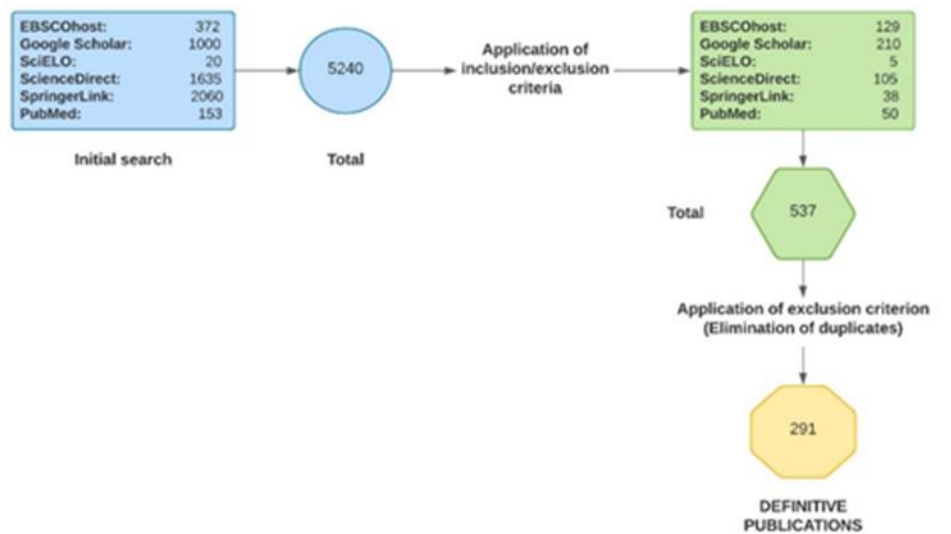 EBSCOhost: 372
Google Scholar: 1000
SciELO: 20
ScienceDirect: 1635
SpringerLink: 2060
PubMed: 153
Initial search
5240
Total
Application of
inclusion/exclusion
criteria
EBSCOhost: 129
Google Scholar: 210
SciELO: 5
ScienceDirect: 105
SpringerLink: 38
PubMed: 50
Total
537
Application of exclusion criterion
(Elimination of duplicates)
291
DEFINITIVE
PUBLICATIONS